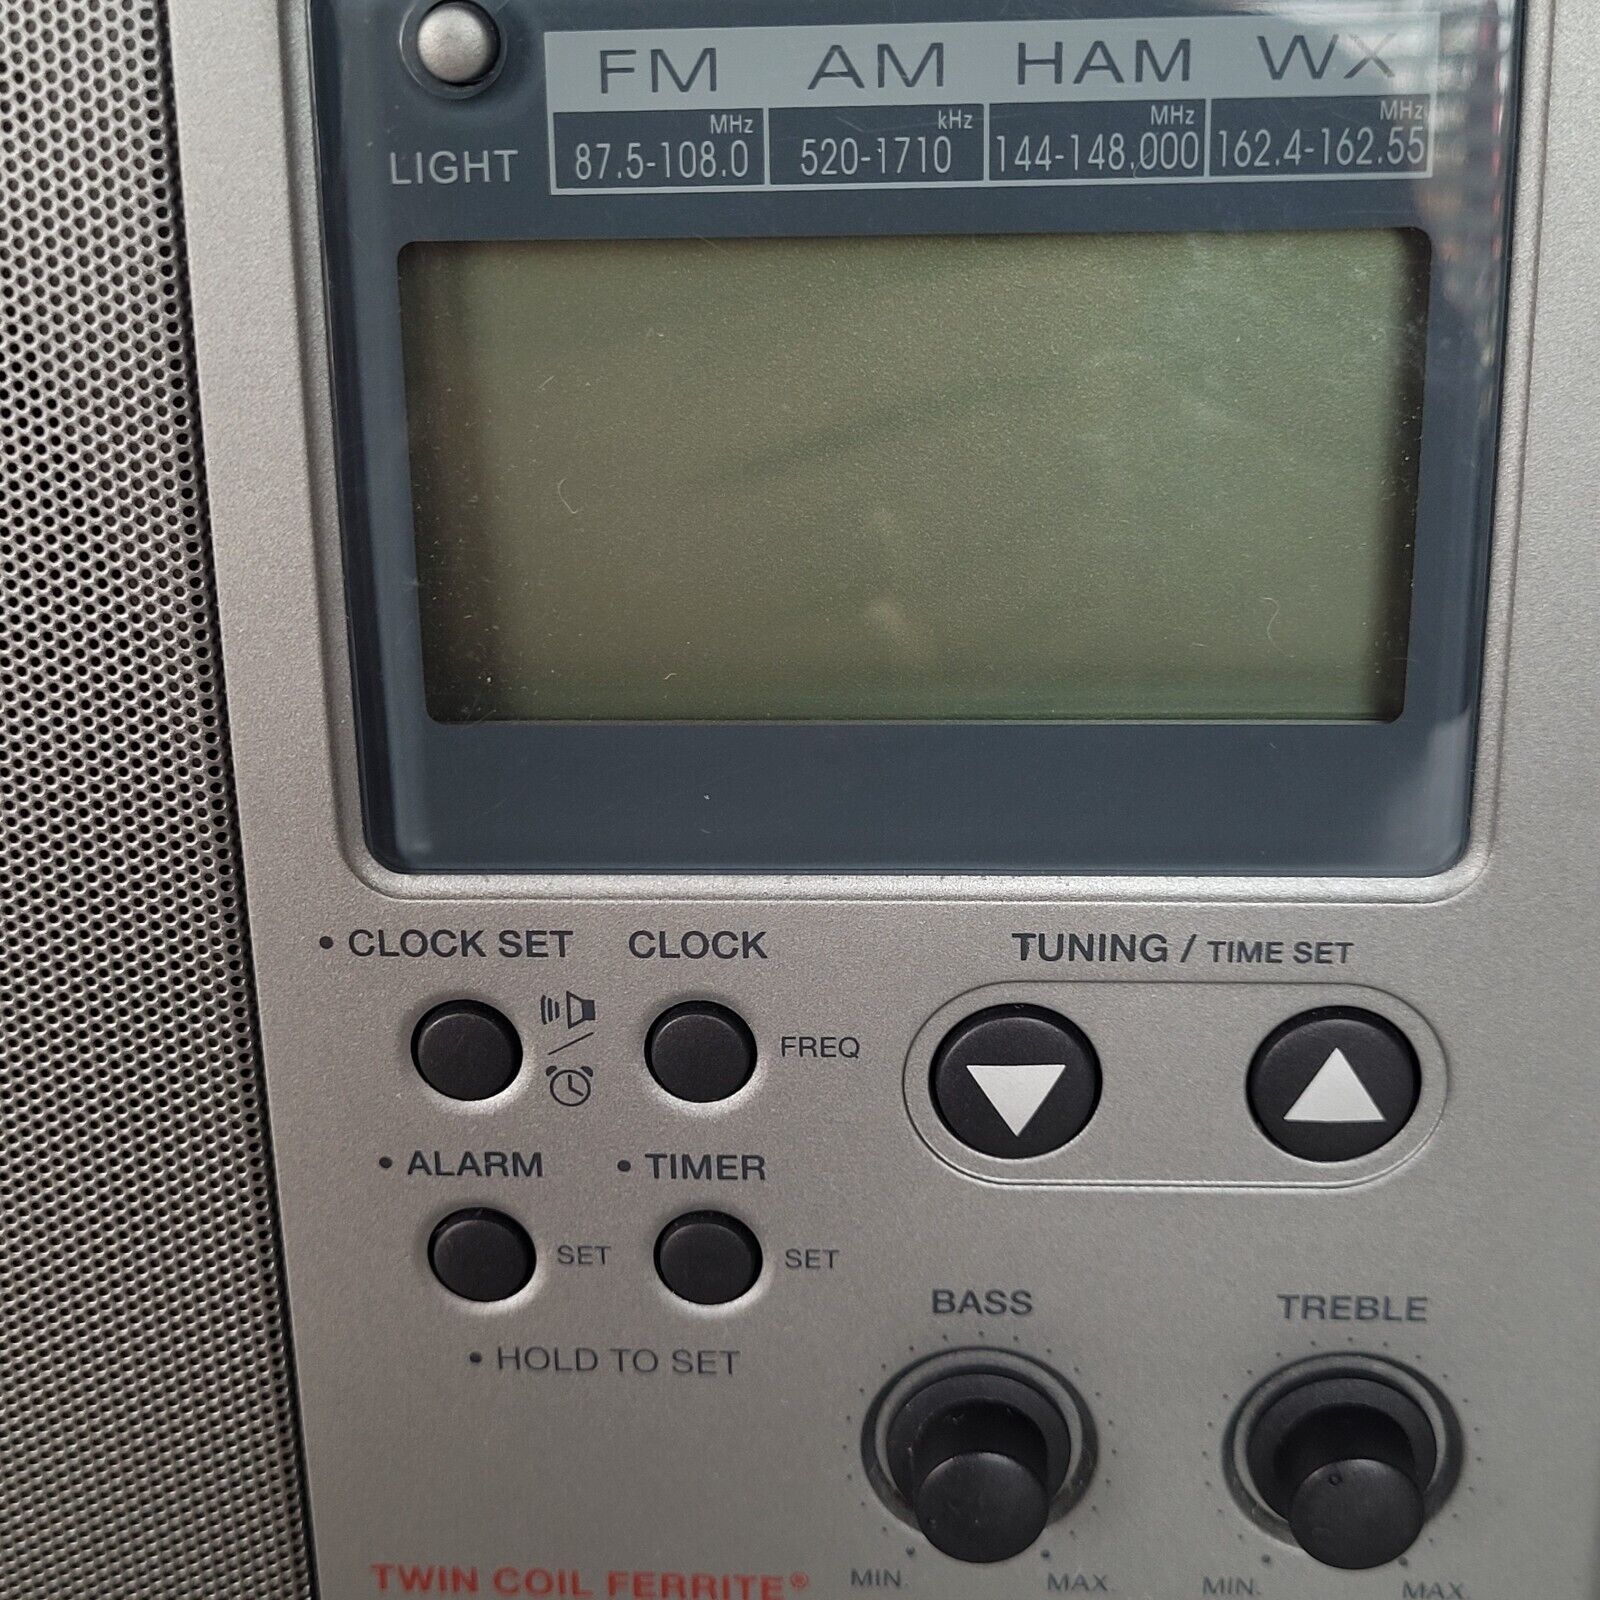 FM AM HAM WX
MHz kHz MHz MHz
87.5-108.0 520-1710 144-148.000 162.4-162.55
LIGHT
• CLOCK SET CLOCK TUNING / TIME SET
FREQ
• ALARM • TIMER
SET SET
BASS TREBLE
• HOLD TO SET
TWIN COIL FERRITE® MIN. MAX. MIN. MAX.